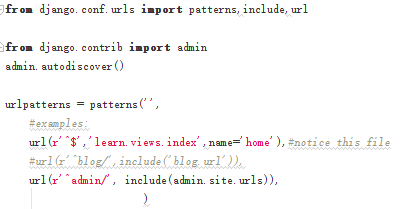 from django.conf.urls import patterns,include,url
from django.contrib import admin
admin.autodiscover()
urlpatterns = patterns('',
#examples:
url(r'^$','learn.views.index',name='home'),#notice this file
#url(r'^blog/',include('blog.url')),
url(r'^admin/', include(admin.site.urls)),
)